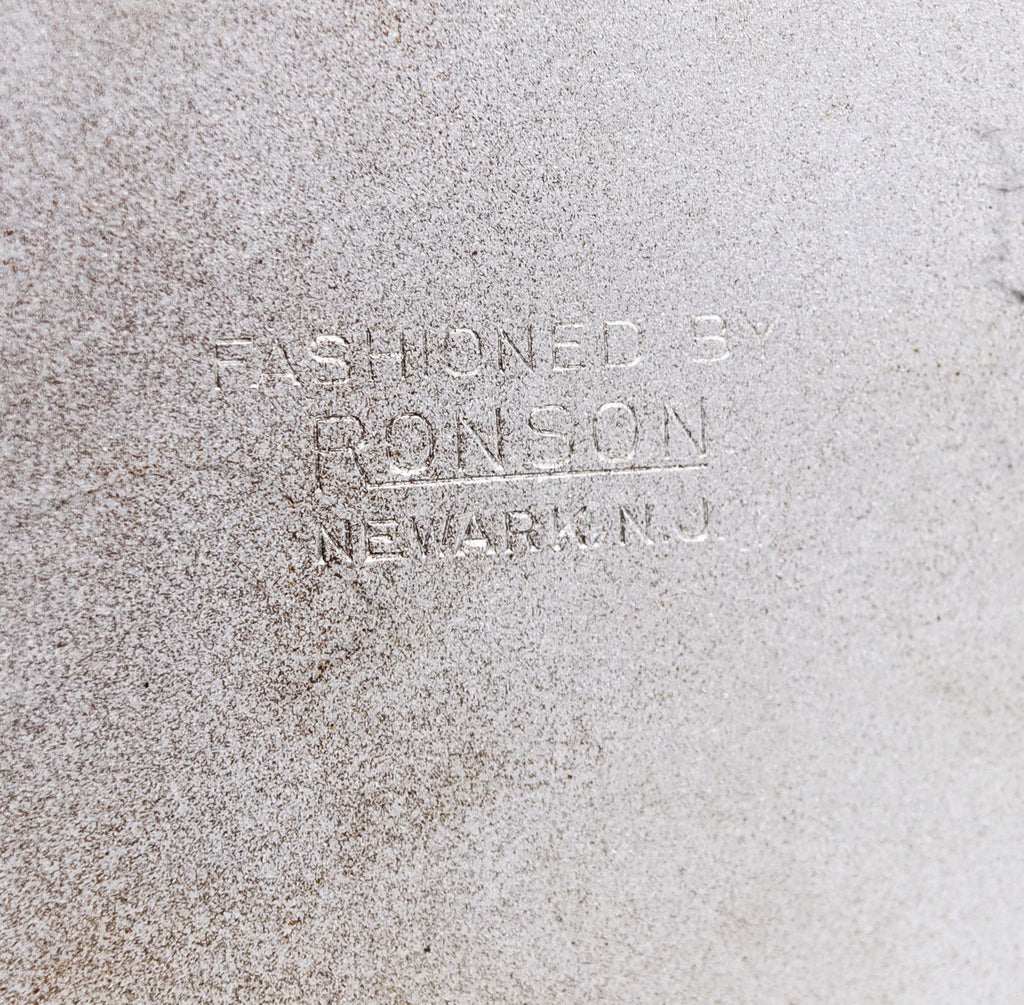 FASHIONED BY
RONSON
NEWARK, N.J.